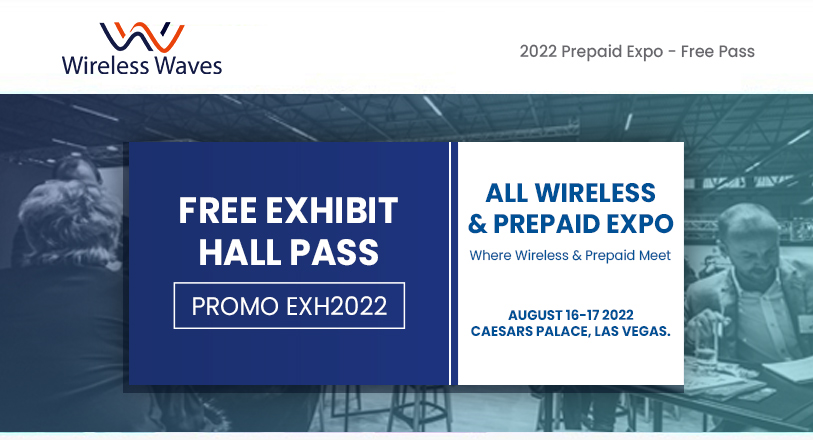 Wireless Waves
2022 Prepaid Expo - Free Pass
FREE EXHIBIT
HALL PASS
PROMO EXH2022
ALL WIRELESS
& PREPAID EXPO
Where Wireless & Prepaid Meet
AUGUST 16-17 2022
CAESARS PALACE, LAS VEGAS.